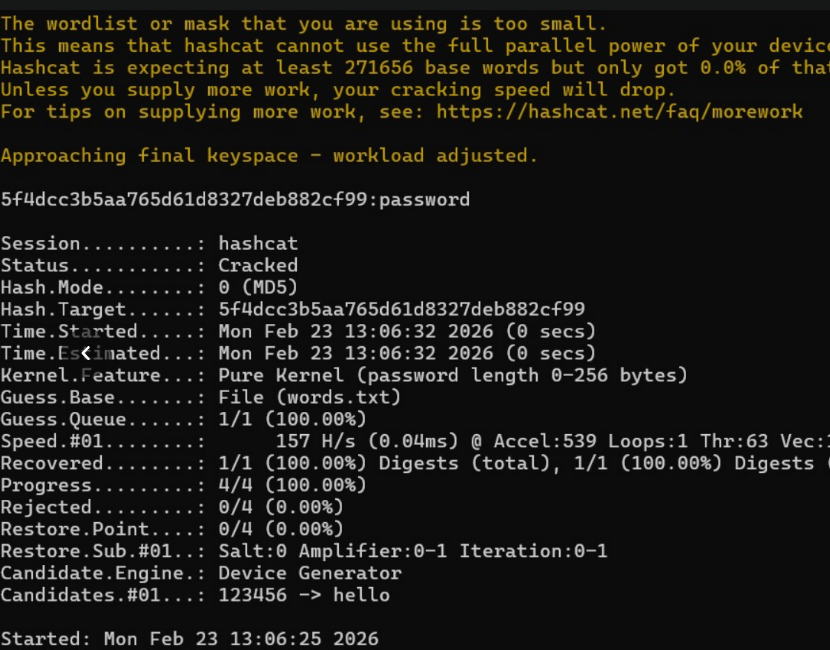 The wordlist or mask that you are using is too small.
This means that hashcat cannot use the full parallel power of your device
Hashcat is expecting at least 271656 base words but only got 0.0% of that
Unless you supply more work, your cracking speed will drop.
For tips on supplying more work, see: https://hashcat.net/faq/morework
Approaching final keyspace - workload adjusted.
5f4dcc3b5aa765d61d8327deb882cf99:password
Session..........: hashcat
Status...........: Cracked
Hash.Mode........: 0 (MD5)
Hash.Target......: 5f4dcc3b5aa765d61d8327deb882cf99
Time.Started.....: Mon Feb 23 13:06:32 2026 (0 secs)
Time.Estimated...: Mon Feb 23 13:06:32 2026 (0 secs)
Kernel.Feature...: Pure Kernel (password length 0-256 bytes)
Guess.Base.......: File (words.txt)
Guess.Queue......: 1/1 (100.00%)
Speed.#01........:      157 H/s (0.04ms) @ Accel:539 Loops:1 Thr:63 Vec:
Recovered........: 1/1 (100.00%) Digests (total), 1/1 (100.00%) Digests
Progress.........: 4/4 (100.00%)
Rejected.........: 0/4 (0.00%)
Restore.Point....: 0/4 (0.00%)
Restore.Sub.#01..: Salt:0 Amplifier:0-1 Iteration:0-1
Candidate.Engine.: Device Generator
Candidates.#01...: 123456 -> hello
Started: Mon Feb 23 13:06:25 2026